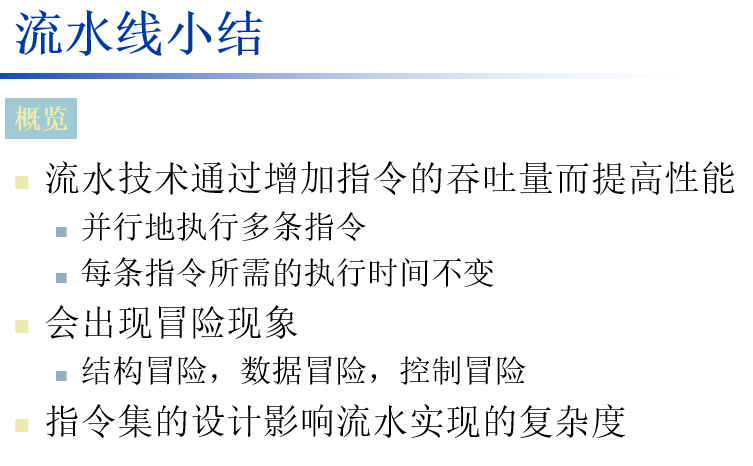 流水线小结
概览
流水技术通过增加指令的吞吐量而提高性能
并行地执行多条指令
每条指令所需的执行时间不变
会出现冒险现象
结构冒险，数据冒险，控制冒险
指令集的设计影响流水实现的复杂度